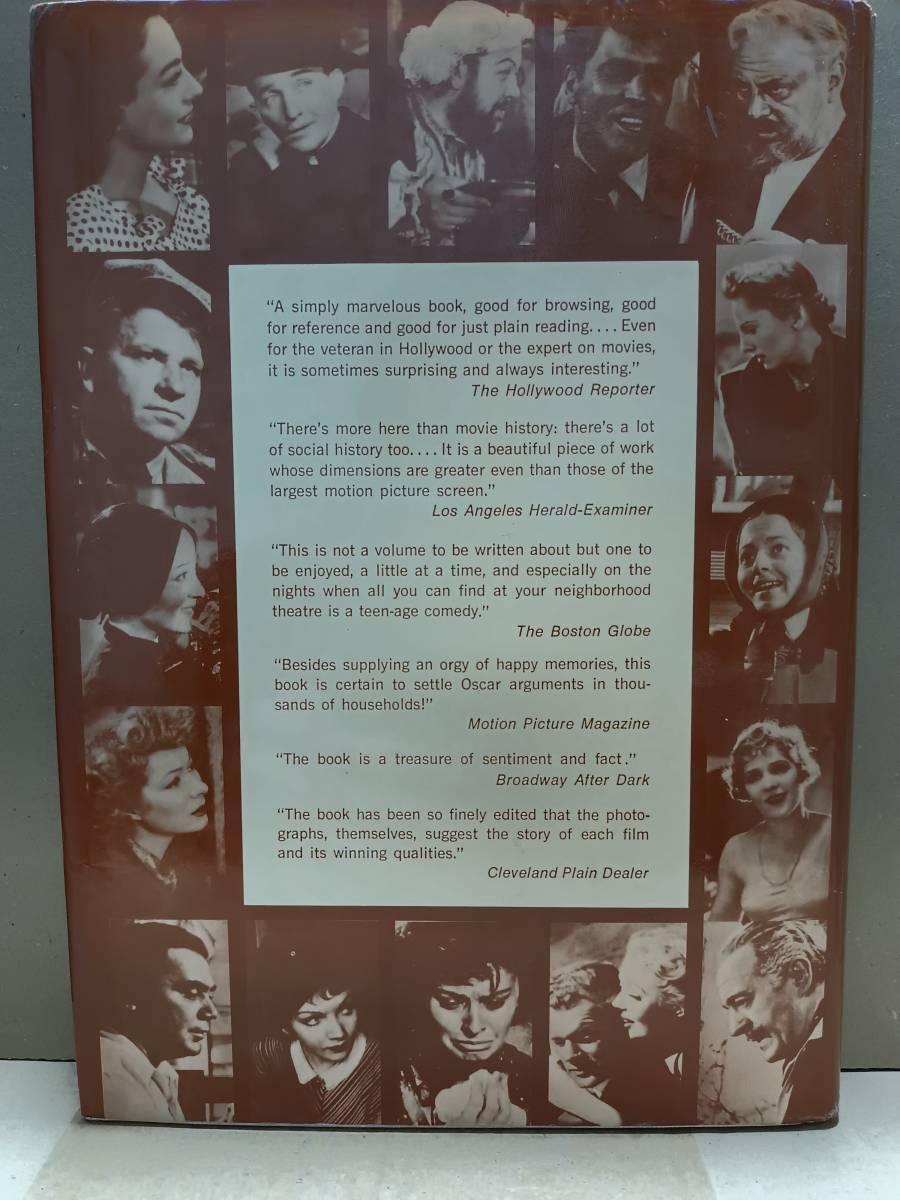 “A simply marvelous book, good for browsing, good
for reference and good for just plain reading.... Even
for the veteran in Hollywood or the expert on movies,
it is sometimes surprising and always interesting.”
The Hollywood Reporter
“There’s more here than movie history: there’s a lot
of social history too.... It is a beautiful piece of work
whose dimensions are greater even than those of the
largest motion picture screen.”
Los Angeles Herald-Examiner
“This is not a volume to be written about but one to
be enjoyed, a little at a time, and especially on the
nights when all you can find at your neighborhood
theatre is a teen-age comedy.”
The Boston Globe
“Besides supplying an orgy of happy memories, this
book is certain to settle Oscar arguments in thou-
sands of households!”
Motion Picture Magazine
“The book is a treasure of sentiment and fact.”
Broadway After Dark
“The book has been so finely edited that the photo-
graphs, themselves, suggest the story of each film
and its winning qualities.”
Cleveland Plain Dealer